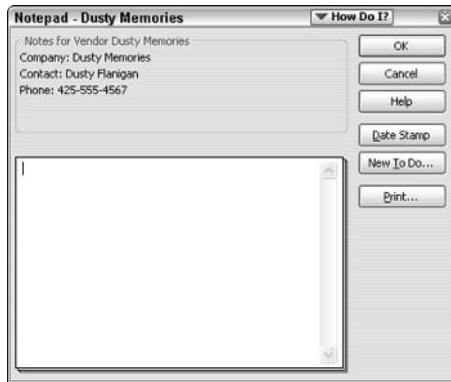 Notepad - Dusty Memories
How Do I?
Notes for Vendor Dusty Memories
Company: Dusty Memories
Contact: Dusty Flanigan
Phone: 425-555-4567
OK
Cancel
Help
Date Stamp
New To Do...
Print...